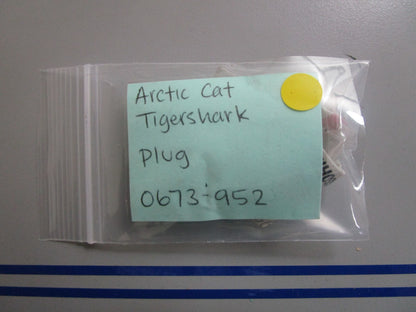 Arctic Cat
Tigershark
Plug
0673-952